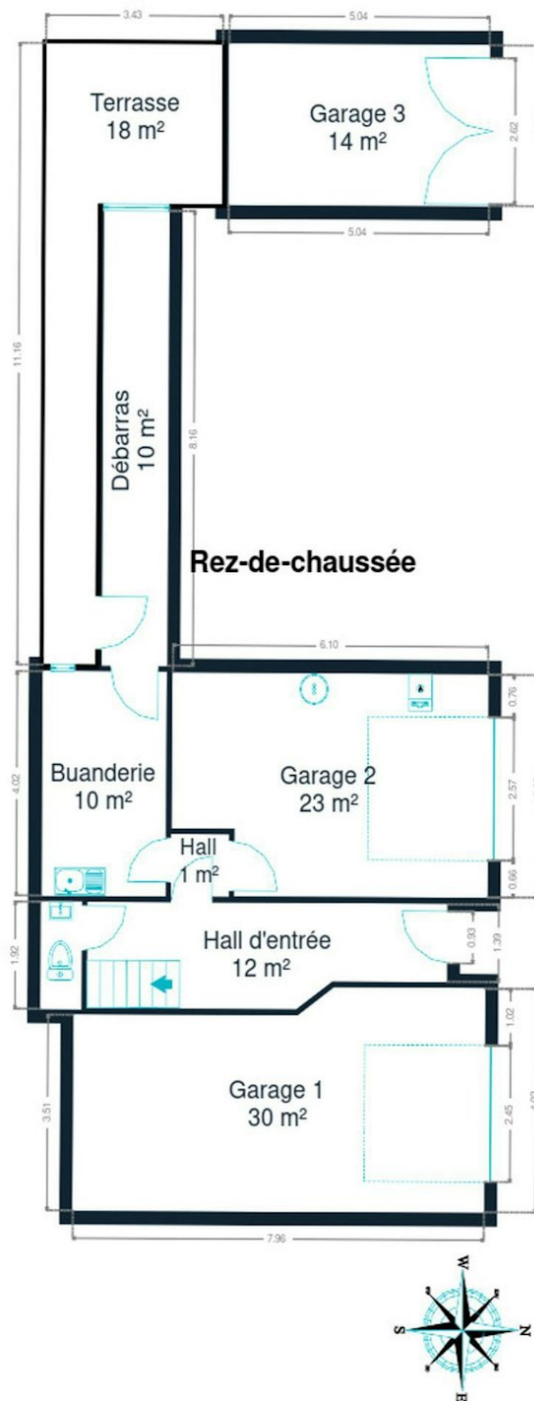 3.43
5.04
Terrasse
18 m²
Garage 3
14 m²
2.62
5.04
11.16
8.16
Débarras
10 m²
Rez-de-chaussée
6.10
0.76
4.02
Buanderie
10 m²
Garage 2
23 m²
2.57
Hall
1 m²
0.66
1.92
Hall d'entrée
12 m²
0.93
1.39
1.02
3.51
Garage 1
30 m²
2.45
7.96
W
S
N
E